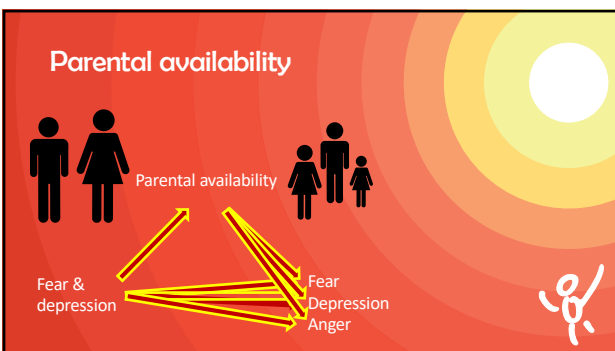 Parental availability
Parental availability
Fear &
depression
Fear
Depression
Anger